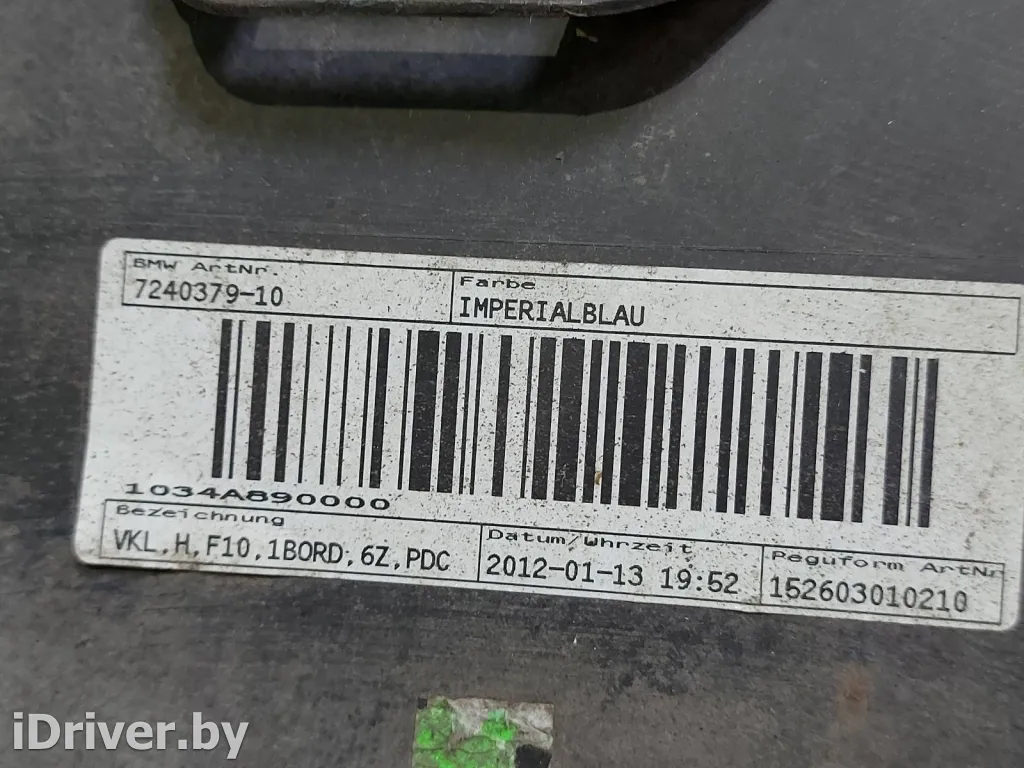 BMW ArtNr.
7240379-10
Farbe
IMPERIALBLAU
1034A890000
Bezeichnung
VKL,H,F10,1BORD,6Z,PDC
Datum/Uhrzeit
2012-01-13 19:52
Peguform ArtNr
152603010210
iDriver.by